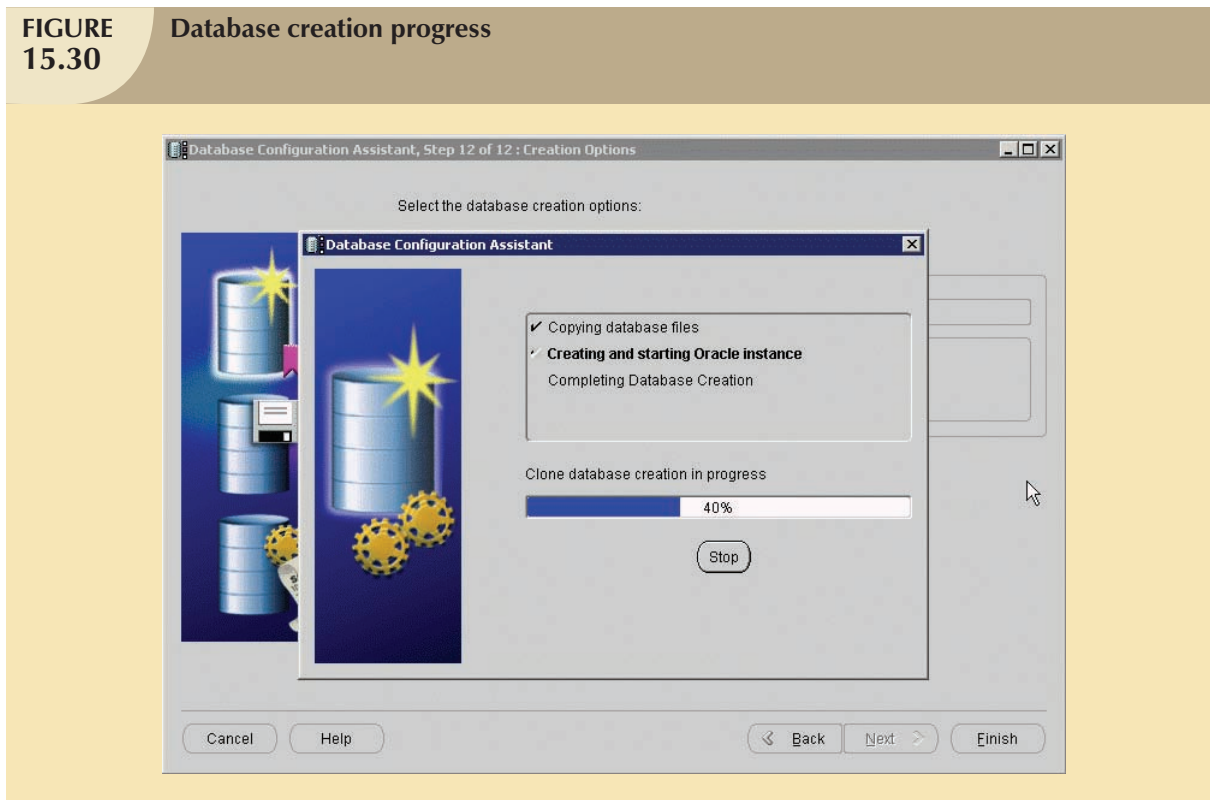 FIGURE
15.30
Database creation progress
Database Configuration Assistant, Step 12 of 12 : Creation Options
Select the database creation options:
Database Configuration Assistant
Copying database files
Creating and starting Oracle instance
Completing Database Creation
Clone database creation in progress
40%
Stop
Cancel
Help
Back
Next
Finish